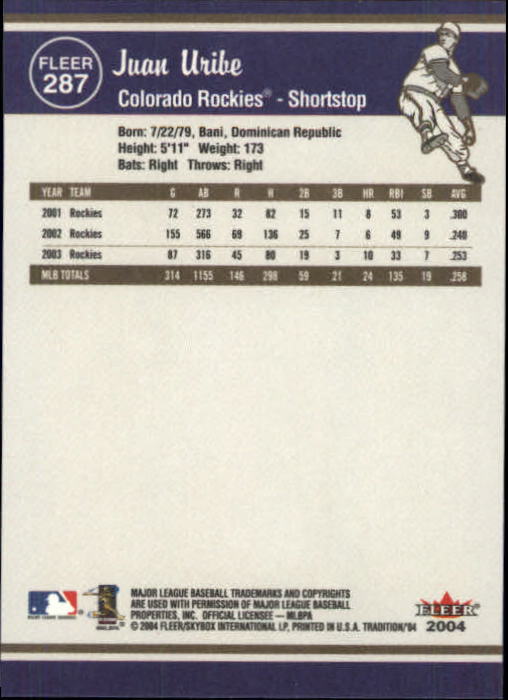 FLEER
287
Juan Uribe
Colorado Rockies® - Shortstop
Born: 7/22/79, Bani, Dominican Republic
Height: 5'11" Weight: 173
Bats: Right Throws: Right
YEAR TEAM G AB R H 2B 3B HR RBI SB AVG
2001 Rockies 72 273 32 82 15 11 8 53 3 .300
2002 Rockies 155 566 69 136 25 7 6 49 9 .240
2003 Rockies 87 316 45 80 19 3 10 33 7 .253
MLB TOTALS 314 1155 146 298 59 21 24 135 19 .258
MAJOR LEAGUE BASEBALL TRADEMARKS AND COPYRIGHTS
ARE USED WITH PERMISSION OF MAJOR LEAGUE BASEBALL
PROPERTIES, INC. OFFICIAL LICENSEE — MLBPA
© 2004 FLEER/SKYBOX INTERNATIONAL LP, PRINTED IN U.S.A. TRADITION/'04
FLEER
2004